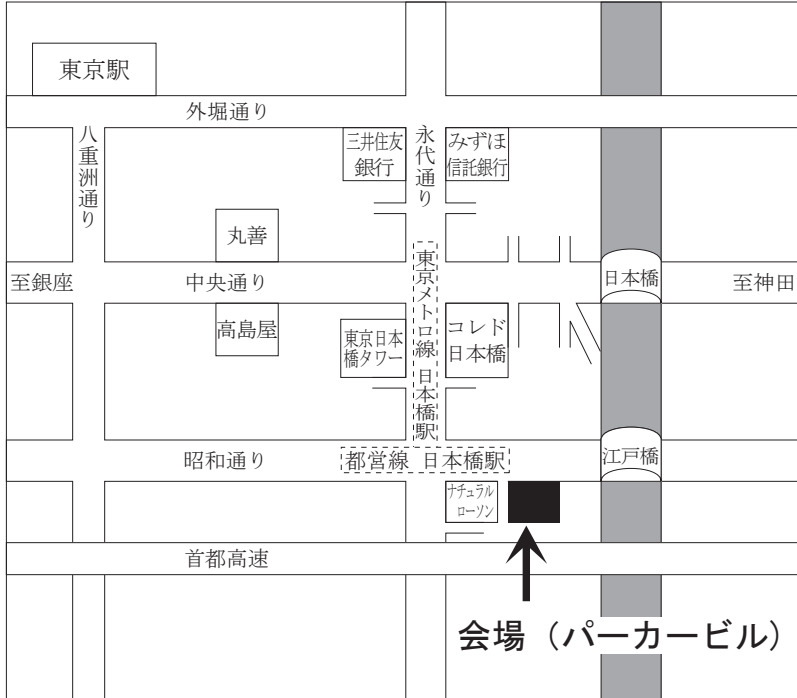 東京駅
外堀通り
八重洲通り
三井住友
銀行
永代通り
みずほ
信託銀行
丸善
至銀座
中央通り
東京メトロ線 日本橋駅
日本橋
至神田
高島屋
東京日本
橋タワー
コレド
日本橋
昭和通り
都営線 日本橋駅
江戸橋
ナチュラル
ローソン
首都高速
会場（パーカービル）